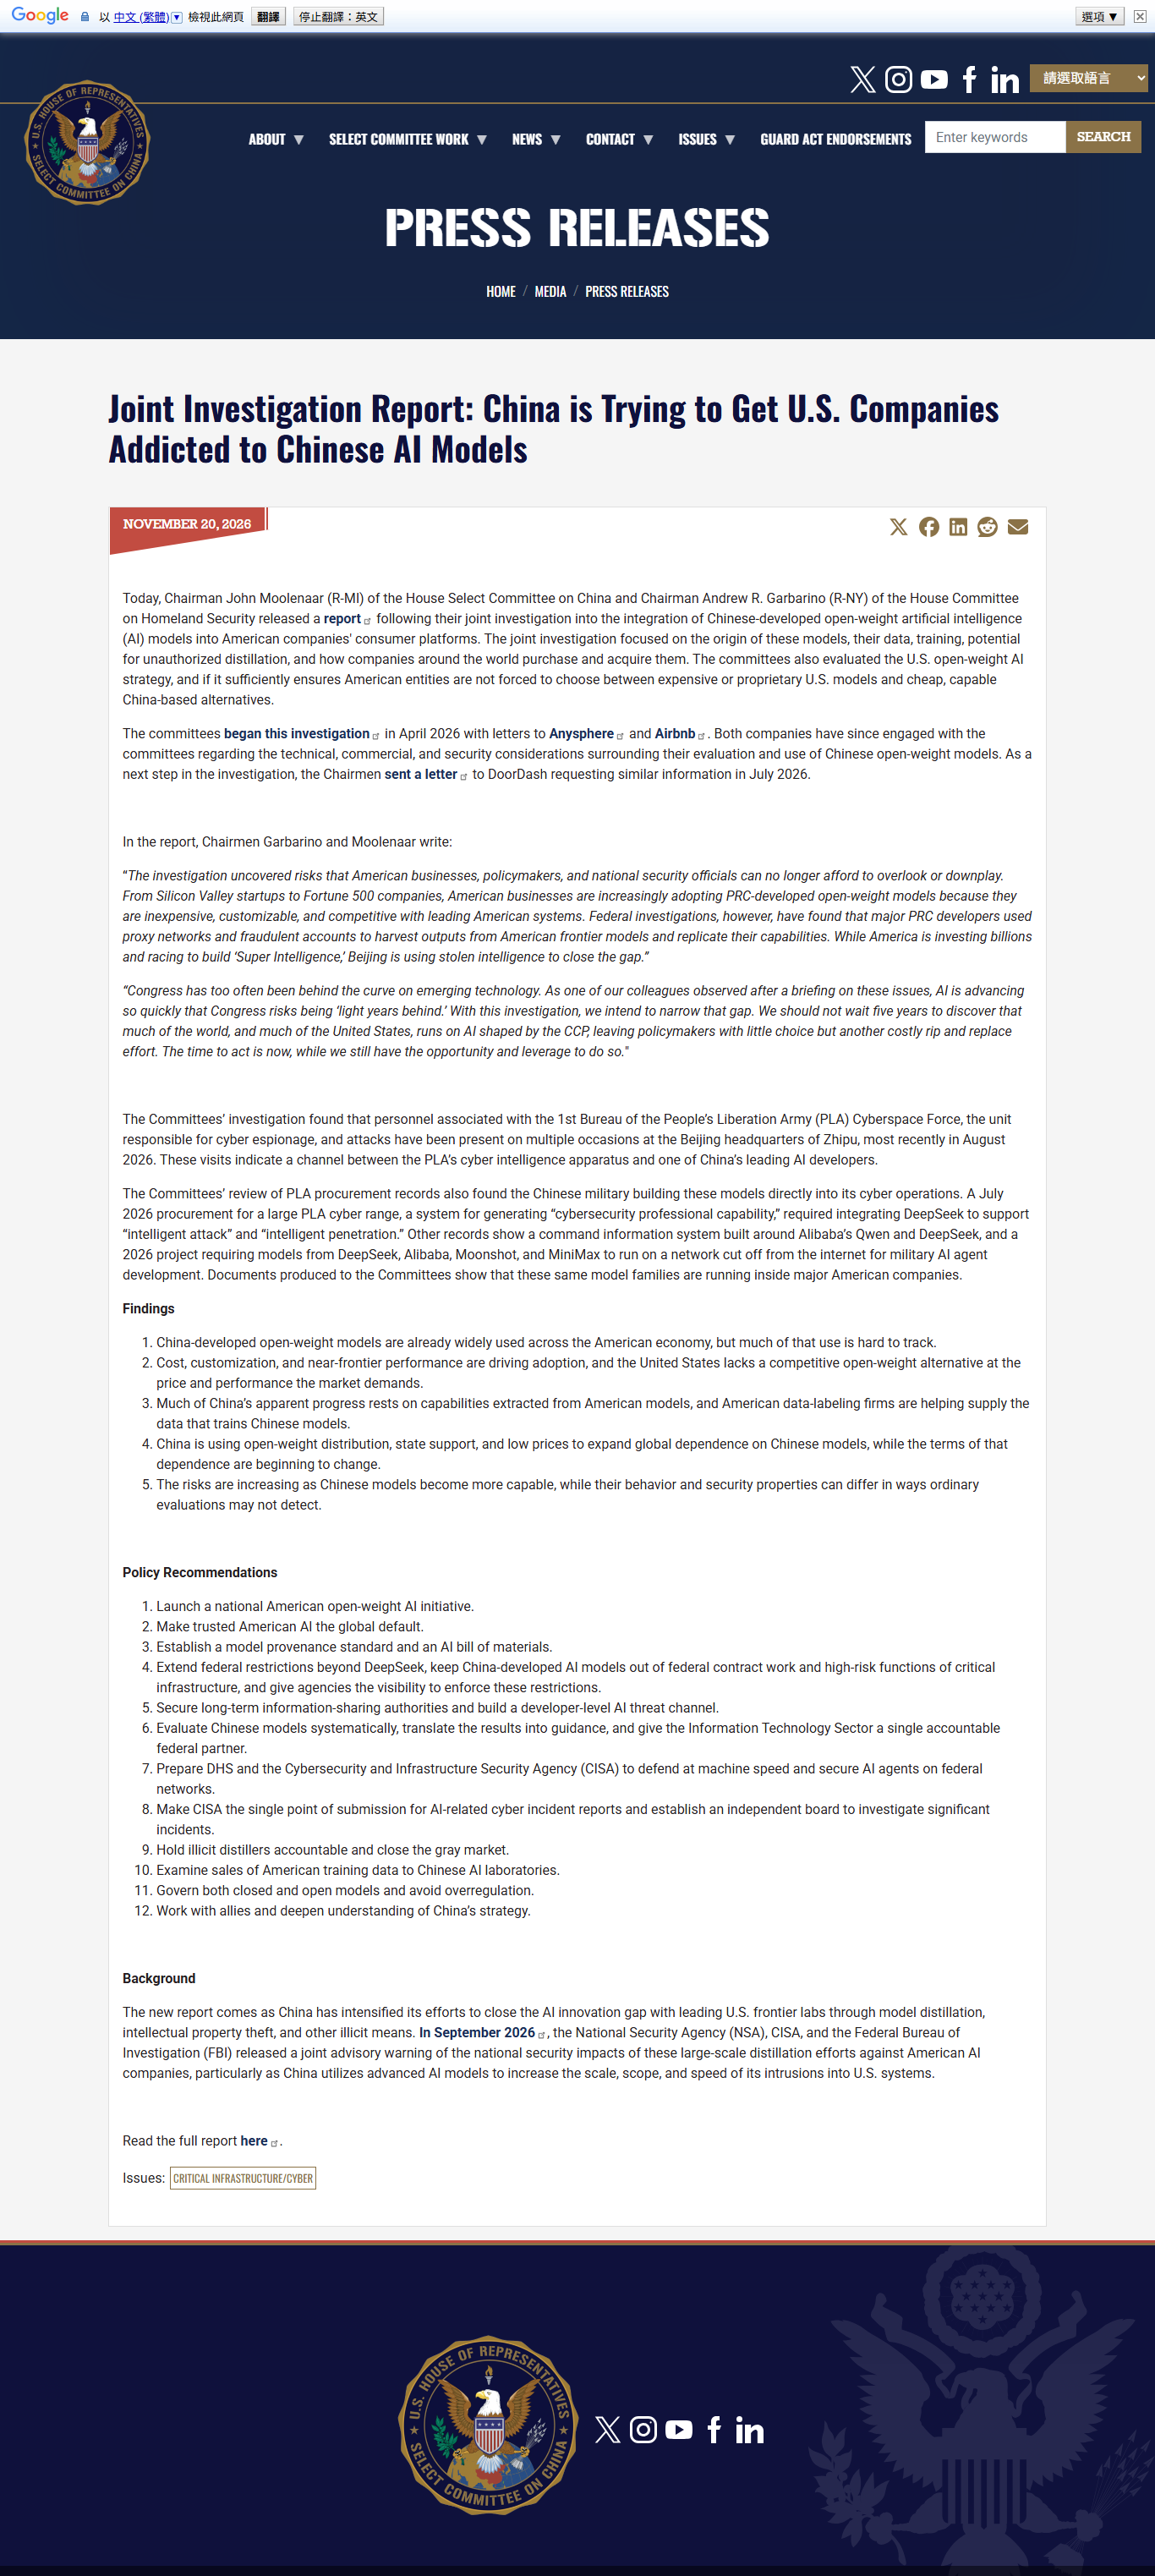 Google 以 中文 (繁體) ▼ 檢視此網頁 翻譯 停止翻譯：英文 選項 ▼
請選取語言
U.S. HOUSE OF REPRESENTATIVES
SELECT COMMITTEE ON CHINA
ABOUT ▼ SELECT COMMITTEE WORK ▼ NEWS ▼ CONTACT ▼ ISSUES ▼ GUARD ACT ENDORSEMENTS Enter keywords SEARCH
PRESS RELEASES
HOME / MEDIA / PRESS RELEASES
Joint Investigation Report: China is Trying to Get U.S. Companies
Addicted to Chinese AI Models
NOVEMBER 20, 2026
Today, Chairman John Moolenaar (R-MI) of the House Select Committee on China and Chairman Andrew R. Garbarino (R-NY) of the House Committee
on Homeland Security released a report following their joint investigation into the integration of Chinese-developed open-weight artificial intelligence
(AI) models into American companies' consumer platforms. The joint investigation focused on the origin of these models, their data, training, potential
for unauthorized distillation, and how companies around the world purchase and acquire them. The committees also evaluated the U.S. open-weight AI
strategy, and if it sufficiently ensures American entities are not forced to choose between expensive or proprietary U.S. models and cheap, capable
China-based alternatives.
The committees began this investigation in April 2026 with letters to Anysphere and Airbnb. Both companies have since engaged with the
committees regarding the technical, commercial, and security considerations surrounding their evaluation and use of Chinese open-weight models. As a
next step in the investigation, the Chairmen sent a letter to DoorDash requesting similar information in July 2026.
In the report, Chairmen Garbarino and Moolenaar write:
“The investigation uncovered risks that American businesses, policymakers, and national security officials can no longer afford to overlook or downplay.
From Silicon Valley startups to Fortune 500 companies, American businesses are increasingly adopting PRC-developed open-weight models because they
are inexpensive, customizable, and competitive with leading American systems. Federal investigations, however, have found that major PRC developers used
proxy networks and fraudulent accounts to harvest outputs from American frontier models and replicate their capabilities. While America is investing billions
and racing to build ‘Super Intelligence,’ Beijing is using stolen intelligence to close the gap.”
“Congress has too often been behind the curve on emerging technology. As one of our colleagues observed after a briefing on these issues, AI is advancing
so quickly that Congress risks being ‘light years behind.’ With this investigation, we intend to narrow that gap. We should not wait five years to discover that
much of the world, and much of the United States, runs on AI shaped by the CCP, leaving policymakers with little choice but another costly rip and replace
effort. The time to act is now, while we still have the opportunity and leverage to do so."
The Committees’ investigation found that personnel associated with the 1st Bureau of the People’s Liberation Army (PLA) Cyberspace Force, the unit
responsible for cyber espionage, and attacks have been present on multiple occasions at the Beijing headquarters of Zhipu, most recently in August
2026. These visits indicate a channel between the PLA’s cyber intelligence apparatus and one of China’s leading AI developers.
The Committees’ review of PLA procurement records also found the Chinese military building these models directly into its cyber operations. A July
2026 procurement for a large PLA cyber range, a system for generating “cybersecurity professional capability,” required integrating DeepSeek to support
“intelligent attack” and “intelligent penetration.” Other records show a command information system built around Alibaba’s Qwen and DeepSeek, and a
2026 project requiring models from DeepSeek, Alibaba, Moonshot, and MiniMax to run on a network cut off from the internet for military AI agent
development. Documents produced to the Committees show that these same model families are running inside major American companies.
Findings
1. China-developed open-weight models are already widely used across the American economy, but much of that use is hard to track.
2. Cost, customization, and near-frontier performance are driving adoption, and the United States lacks a competitive open-weight alternative at the
price and performance the market demands.
3. Much of China’s apparent progress rests on capabilities extracted from American models, and American data-labeling firms are helping supply the
data that trains Chinese models.
4. China is using open-weight distribution, state support, and low prices to expand global dependence on Chinese models, while the terms of that
dependence are beginning to change.
5. The risks are increasing as Chinese models become more capable, while their behavior and security properties can differ in ways ordinary
evaluations may not detect.
Policy Recommendations
1. Launch a national American open-weight AI initiative.
2. Make trusted American AI the global default.
3. Establish a model provenance standard and an AI bill of materials.
4. Extend federal restrictions beyond DeepSeek, keep China-developed AI models out of federal contract work and high-risk functions of critical
infrastructure, and give agencies the visibility to enforce these restrictions.
5. Secure long-term information-sharing authorities and build a developer-level AI threat channel.
6. Evaluate Chinese models systematically, translate the results into guidance, and give the Information Technology Sector a single accountable
federal partner.
7. Prepare DHS and the Cybersecurity and Infrastructure Security Agency (CISA) to defend at machine speed and secure AI agents on federal
networks.
8. Make CISA the single point of submission for AI-related cyber incident reports and establish an independent board to investigate significant
incidents.
9. Hold illicit distillers accountable and close the gray market.
10. Examine sales of American training data to Chinese AI laboratories.
11. Govern both closed and open models and avoid overregulation.
12. Work with allies and deepen understanding of China’s strategy.
Background
The new report comes as China has intensified its efforts to close the AI innovation gap with leading U.S. frontier labs through model distillation,
intellectual property theft, and other illicit means. In September 2026, the National Security Agency (NSA), CISA, and the Federal Bureau of
Investigation (FBI) released a joint advisory warning of the national security impacts of these large-scale distillation efforts against American AI
companies, particularly as China utilizes advanced AI models to increase the scale, scope, and speed of its intrusions into U.S. systems.
Read the full report here.
Issues: CRITICAL INFRASTRUCTURE/CYBER
U.S. HOUSE OF REPRESENTATIVES
SELECT COMMITTEE ON CHINA